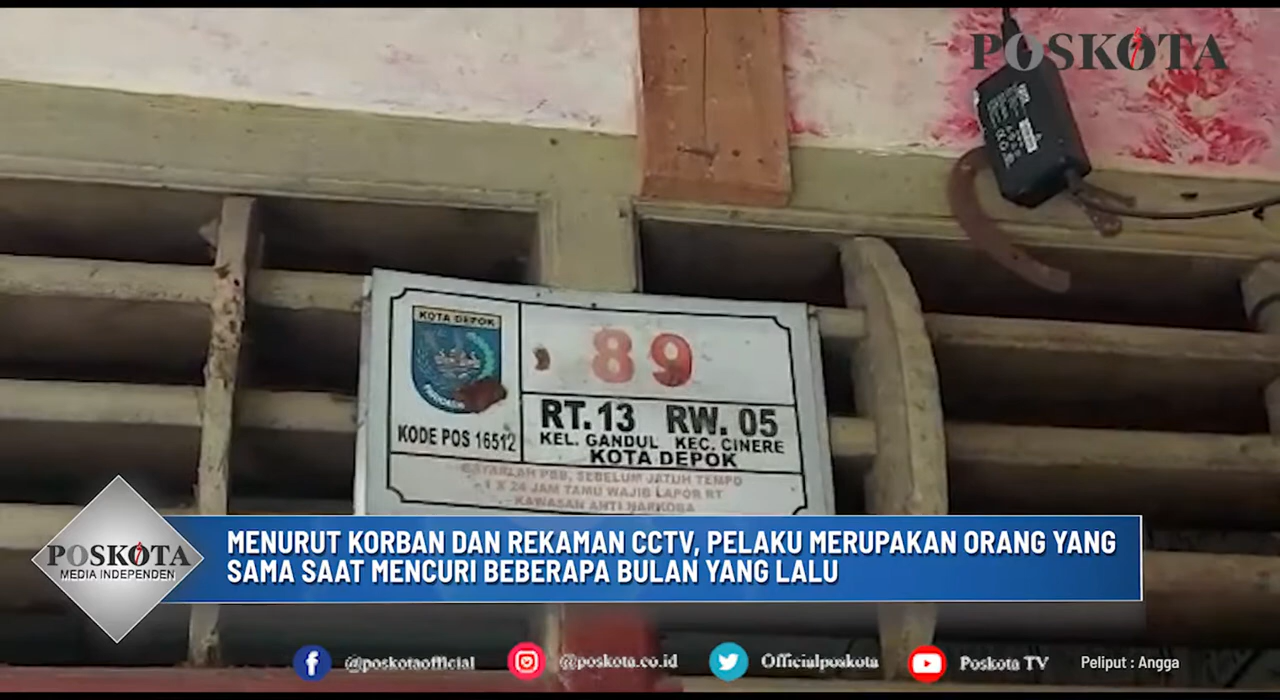 POSKOTA
KOTA DEPOK
89
RT.13 RW. 05
KEL. GANDUL KEC. CINERE
KOTA DEPOK
KODE POS 16512
BAYARLAH PBB, SEBELUM JATUH TEMPO
1 X 24 JAM TAMU WAJIB LAPOR RT
KAWASAN ANTI NARKOBA
POSKOTA
MEDIA INDEPENDEN
MENURUT KORBAN DAN REKAMAN CCTV, PELAKU MERUPAKAN ORANG YANG
SAMA SAAT MENCURI BEBERAPA BULAN YANG LALU
@poskotaofficial
@poskota.co.id
Officialposkota
Poskota TV
Peliput : Angga